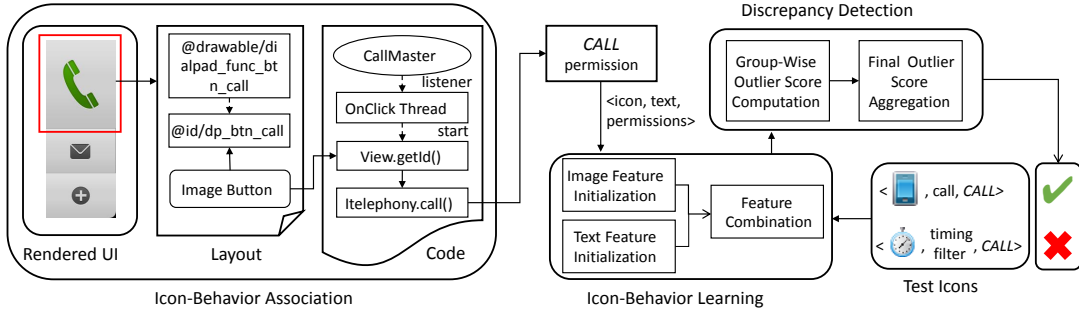 @drawable/di
alpad_func_bt
n_call
@id/dp_btn_call
Image Button
Rendered UI
Layout
CallMaster
listener
OnClick Thread
start
View.getId()
Itelephony.call()
Code
Icon-Behavior Association
CALL
permission
<icon, text,
permissions>
Image Feature
Initialization
Text Feature
Initialization
Feature
Combination
Icon-Behavior Learning
Discrepancy Detection
Group-Wise
Outlier Score
Computation
Final Outlier
Score
Aggregation
< , call, CALL>
< , timing
filter , CALL>
Test Icons